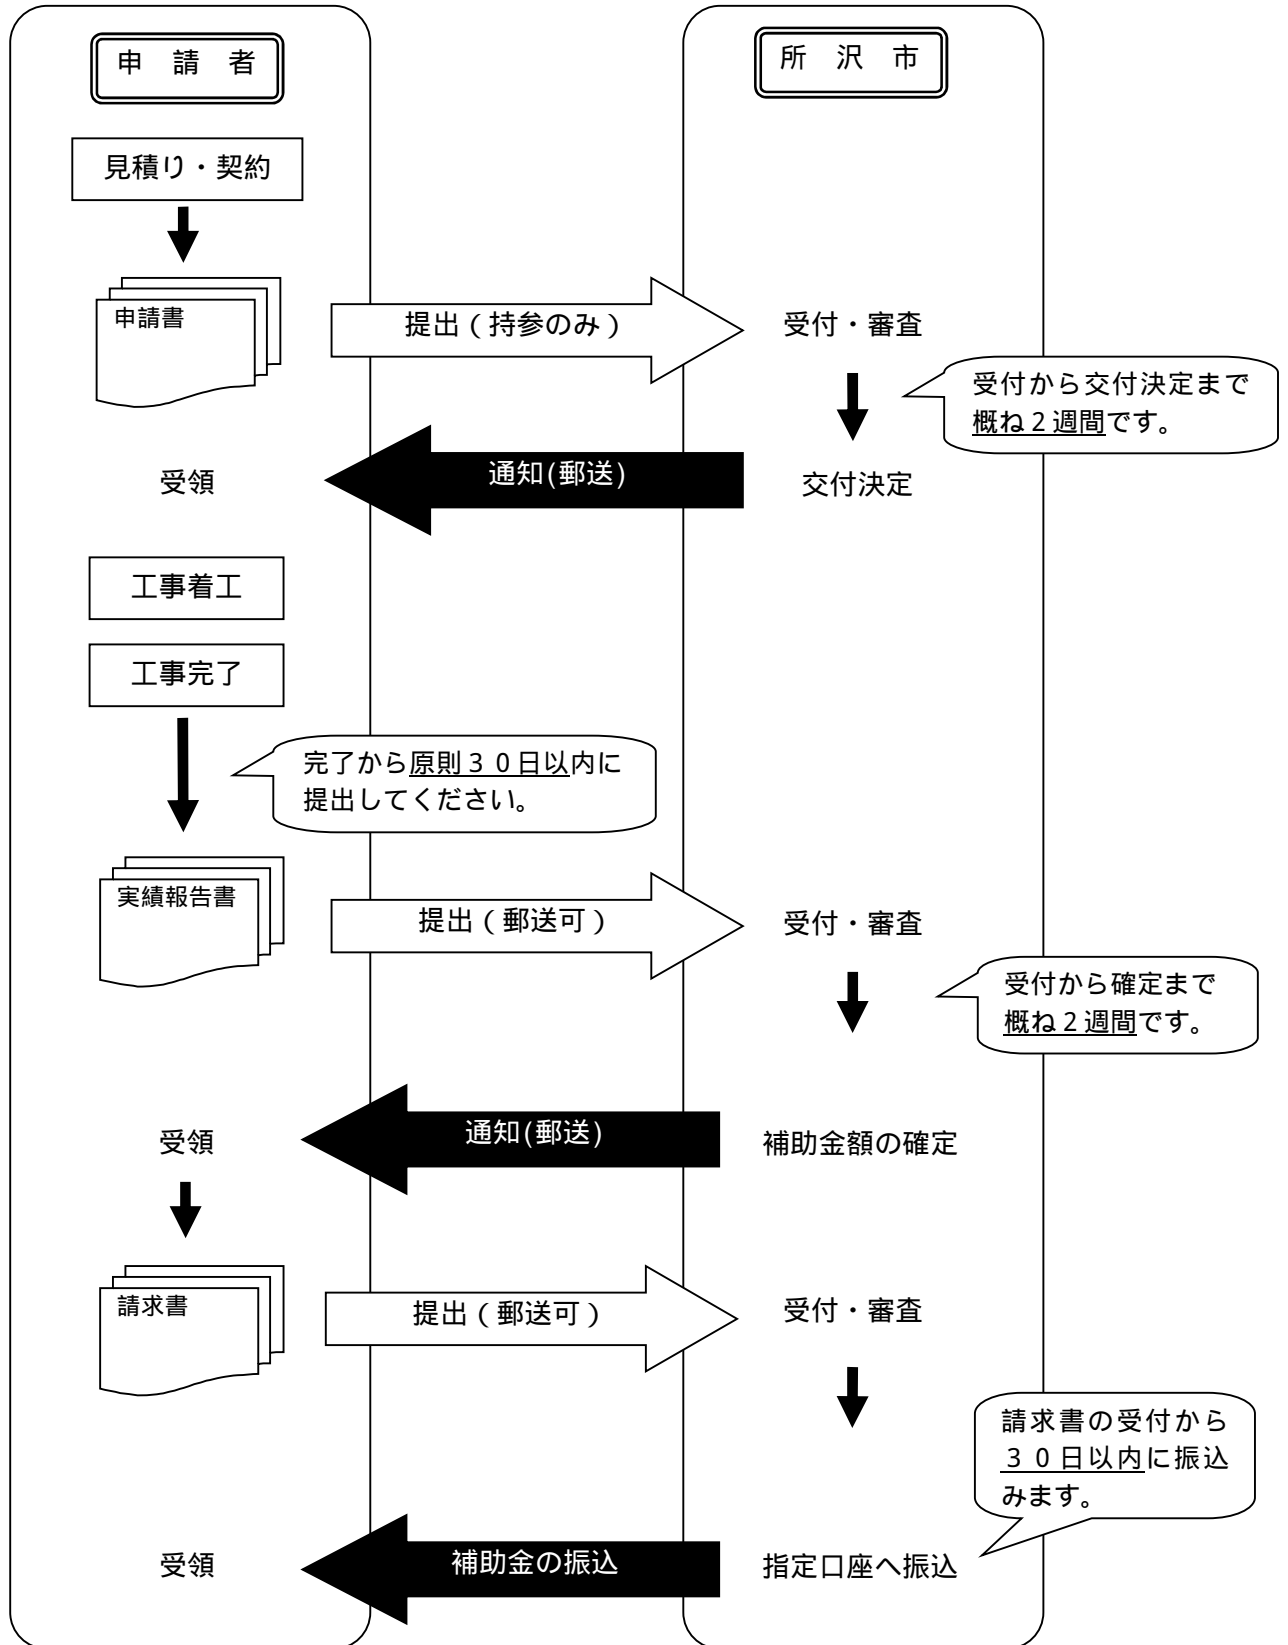 申 請 者
所 沢 市
見積り・契約
申請書
提出(持参のみ)
受付・審査
受付から交付決定まで
概ね2週間です。
受領
通知(郵送)
交付決定
工事着工
工事完了
完了から原則30日以内に
提出してください。
実績報告書
提出(郵送可)
受付・審査
受付から確定まで
概ね2週間です。
受領
通知(郵送)
補助金額の確定
請求書
提出(郵送可)
受付・審査
請求書の受付から
30日以内に振込
みます。
受領
補助金の振込
指定口座へ振込